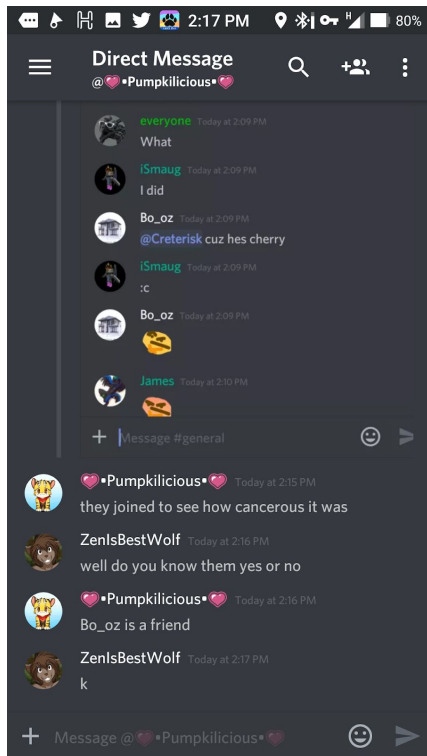 2:17 PM
H
80%
Direct Message
@💗•Pumpkilicious•💗
everyone Today at 2:09 PM
What
iSmaug Today at 2:09 PM
I did
Bo_oz Today at 2:09 PM
@Creterisk cuz hes cherry
iSmaug Today at 2:09 PM
:c
Bo_oz Today at 2:09 PM
James Today at 2:10 PM
Message #general
💗•Pumpkilicious•💗 Today at 2:15 PM
they joined to see how cancerous it was
ZenIsBestWolf Today at 2:16 PM
well do you know them yes or no
💗•Pumpkilicious•💗 Today at 2:16 PM
Bo_oz is a friend
ZenIsBestWolf Today at 2:17 PM
k
Message @💗•Pumpkilicious•💗